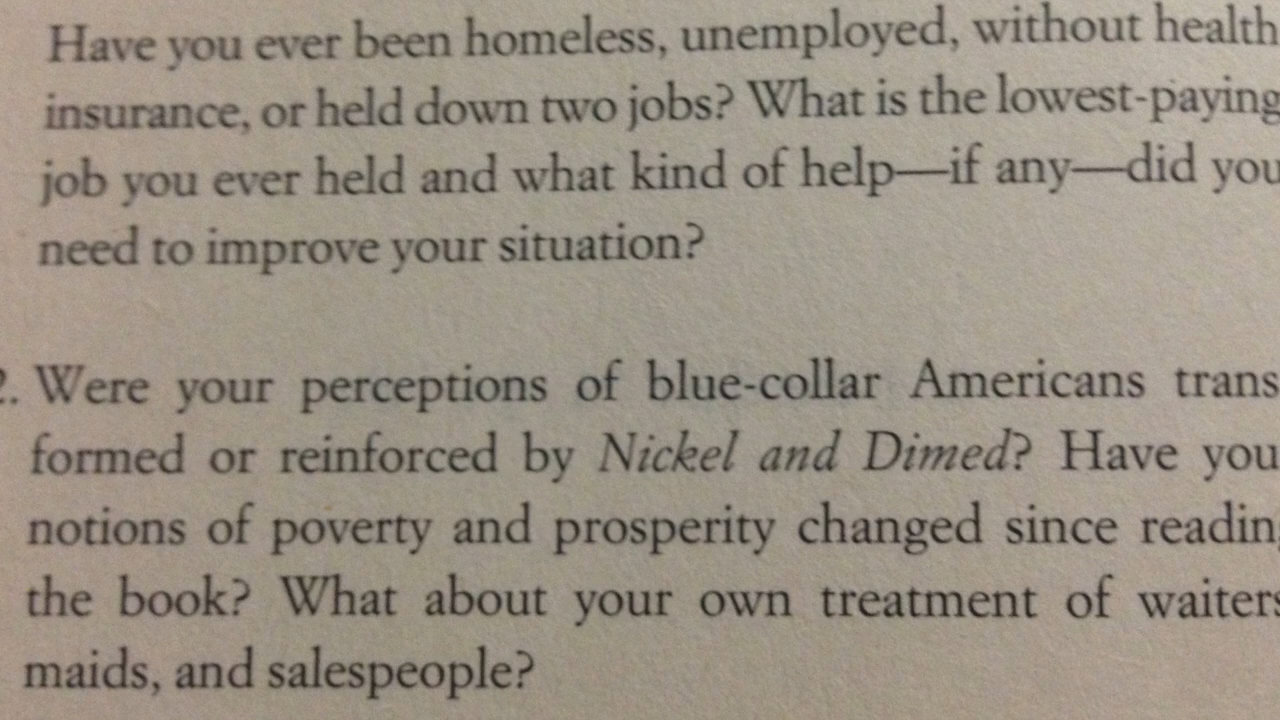 Have you ever been homeless, unemployed, without health
insurance, or held down two jobs? What is the lowest-paying
job you ever held and what kind of help—if any—did you
need to improve your situation?
2. Were your perceptions of blue-collar Americans trans
formed or reinforced by Nickel and Dimed? Have you
notions of poverty and prosperity changed since readin
the book? What about your own treatment of waiters
maids, and salespeople?